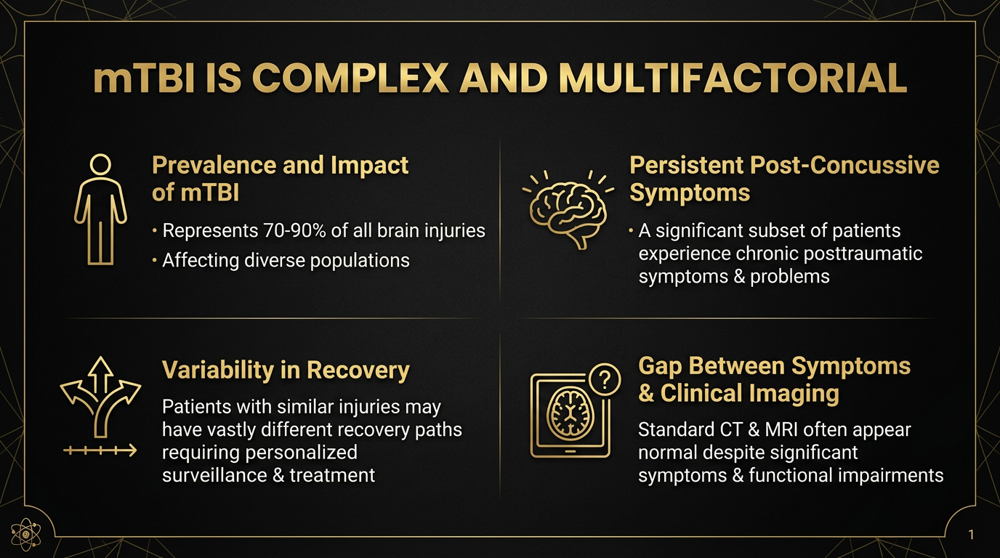 mTBI IS COMPLEX AND MULTIFACTORIAL
Prevalence and Impact
of mTBI
• Represents 70-90% of all brain injuries
• Affecting diverse populations
Persistent Post-Concussive
Symptoms
• A significant subset of patients
experience chronic posttraumatic
symptoms & problems
Variability in Recovery
Patients with similar injuries may
have vastly different recovery paths
requiring personalized
surveillance & treatment
?
Gap Between Symptoms
& Clinical Imaging
Standard CT & MRI often appear
normal despite significant
symptoms & functional impairments
1